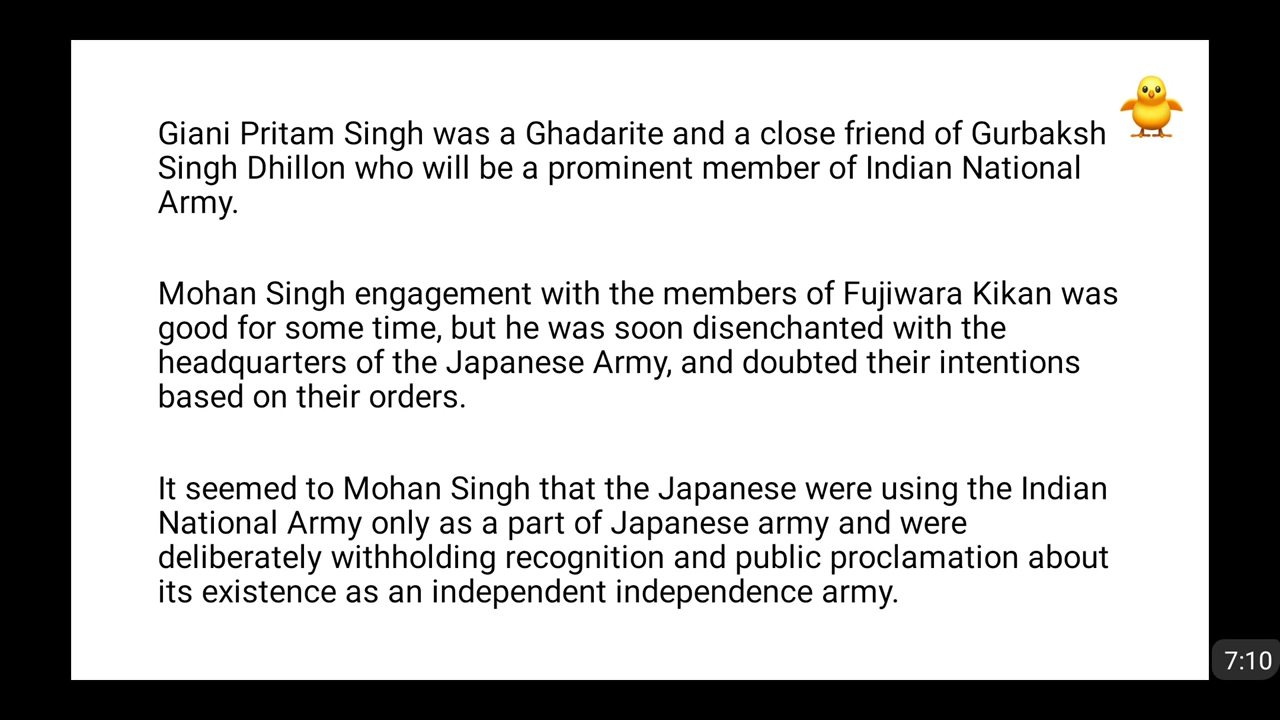 Giani Pritam Singh was a Ghadarite and a close friend of Gurbaksh
Singh Dhillon who will be a prominent member of Indian National
Army.
Mohan Singh engagement with the members of Fujiwara Kikan was
good for some time, but he was soon disenchanted with the
headquarters of the Japanese Army, and doubted their intentions
based on their orders.
It seemed to Mohan Singh that the Japanese were using the Indian
National Army only as a part of Japanese army and were
deliberately withholding recognition and public proclamation about
its existence as an independent independence army.
7:10